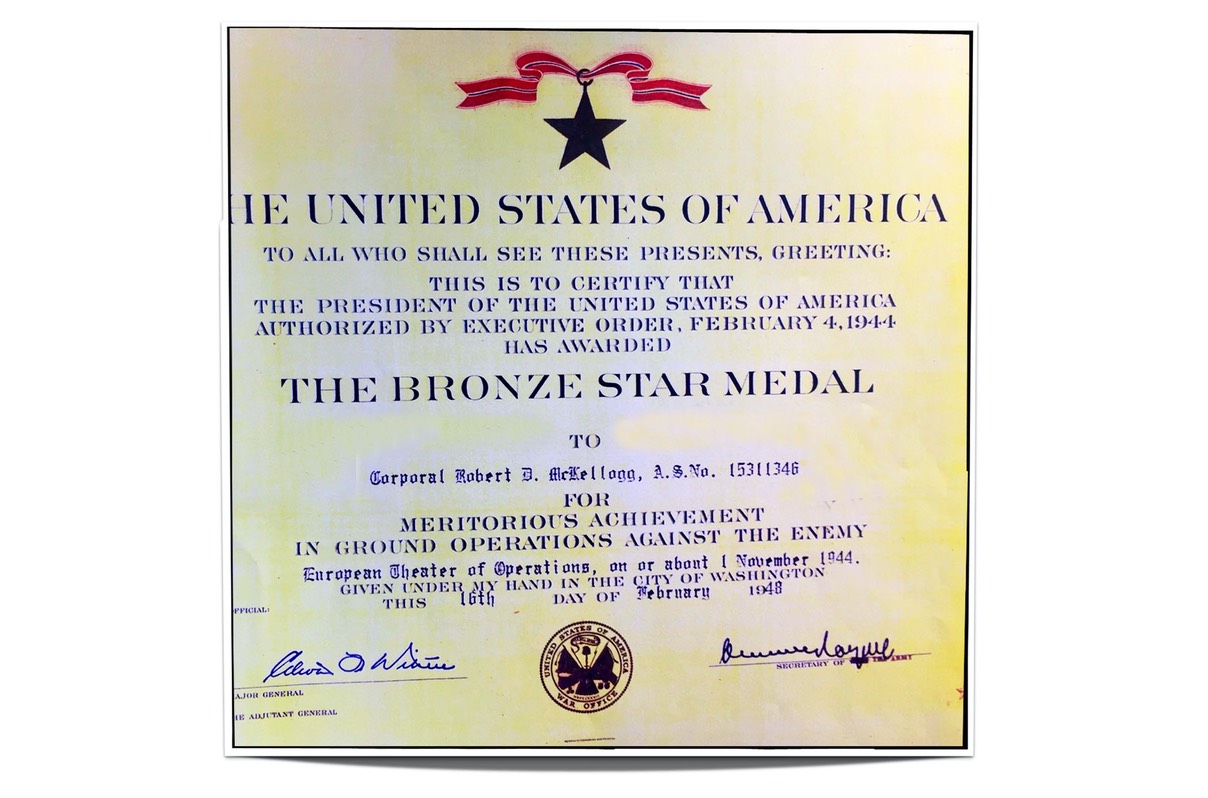 HE UNITED STATES OF AMERICA
TO ALL WHO SHALL SEE THESE PRESENTS, GREETING:
THIS IS TO CERTIFY THAT
THE PRESIDENT OF THE UNITED STATES OF AMERICA
AUTHORIZED BY EXECUTIVE ORDER, FEBRUARY 4, 1944
HAS AWARDED
THE BRONZE STAR MEDAL
TO
Corporal Robert D. McKellogg, A.S.No. 15311346
FOR
MERITORIOUS ACHIEVEMENT
IN GROUND OPERATIONS AGAINST THE ENEMY
European Theater of Operations, on or about 1 November 1944.
GIVEN UNDER MY HAND IN THE CITY OF WASHINGTON
THIS 16th DAY OF February 1948
FFICIAL:
UNITED STATES OF AMERICA
WAR OFFICE
SECRETARY OF THE ARMY
AJOR GENERAL
HE ADJUTANT GENERAL